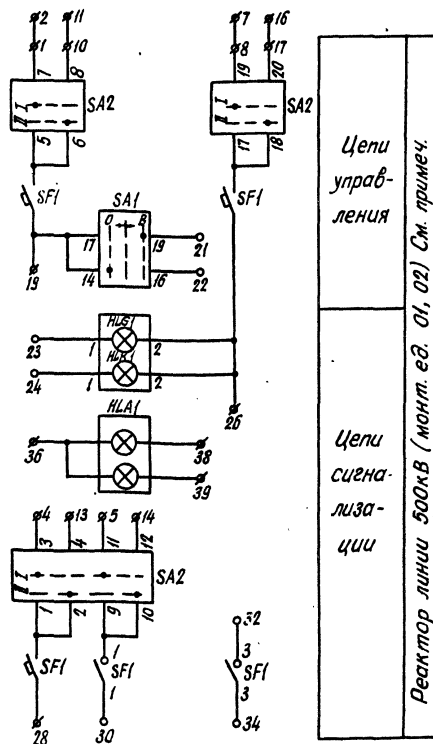 2 11 7 16
1 10 8 17
7 8 19 20
I SA2 I SA2
II II
5 6 17 18
SF1 SA1 SF1
О В
17 19 21
19 14 16 22
HLG1
23 1 2
HLR1
24 1 2
26
HLA1
36 38
39
4 13 5 14
3 4 11 12
I SA2
II
1 2 9 10
32
SF1 1 SF1 3 SF1
1 3
28 30 34
Цепи
управ-
ления
Цепи
сигна-
лиза-
ции
Реактор линии 500кВ (монт. ед. 01, 02) См. примеч.